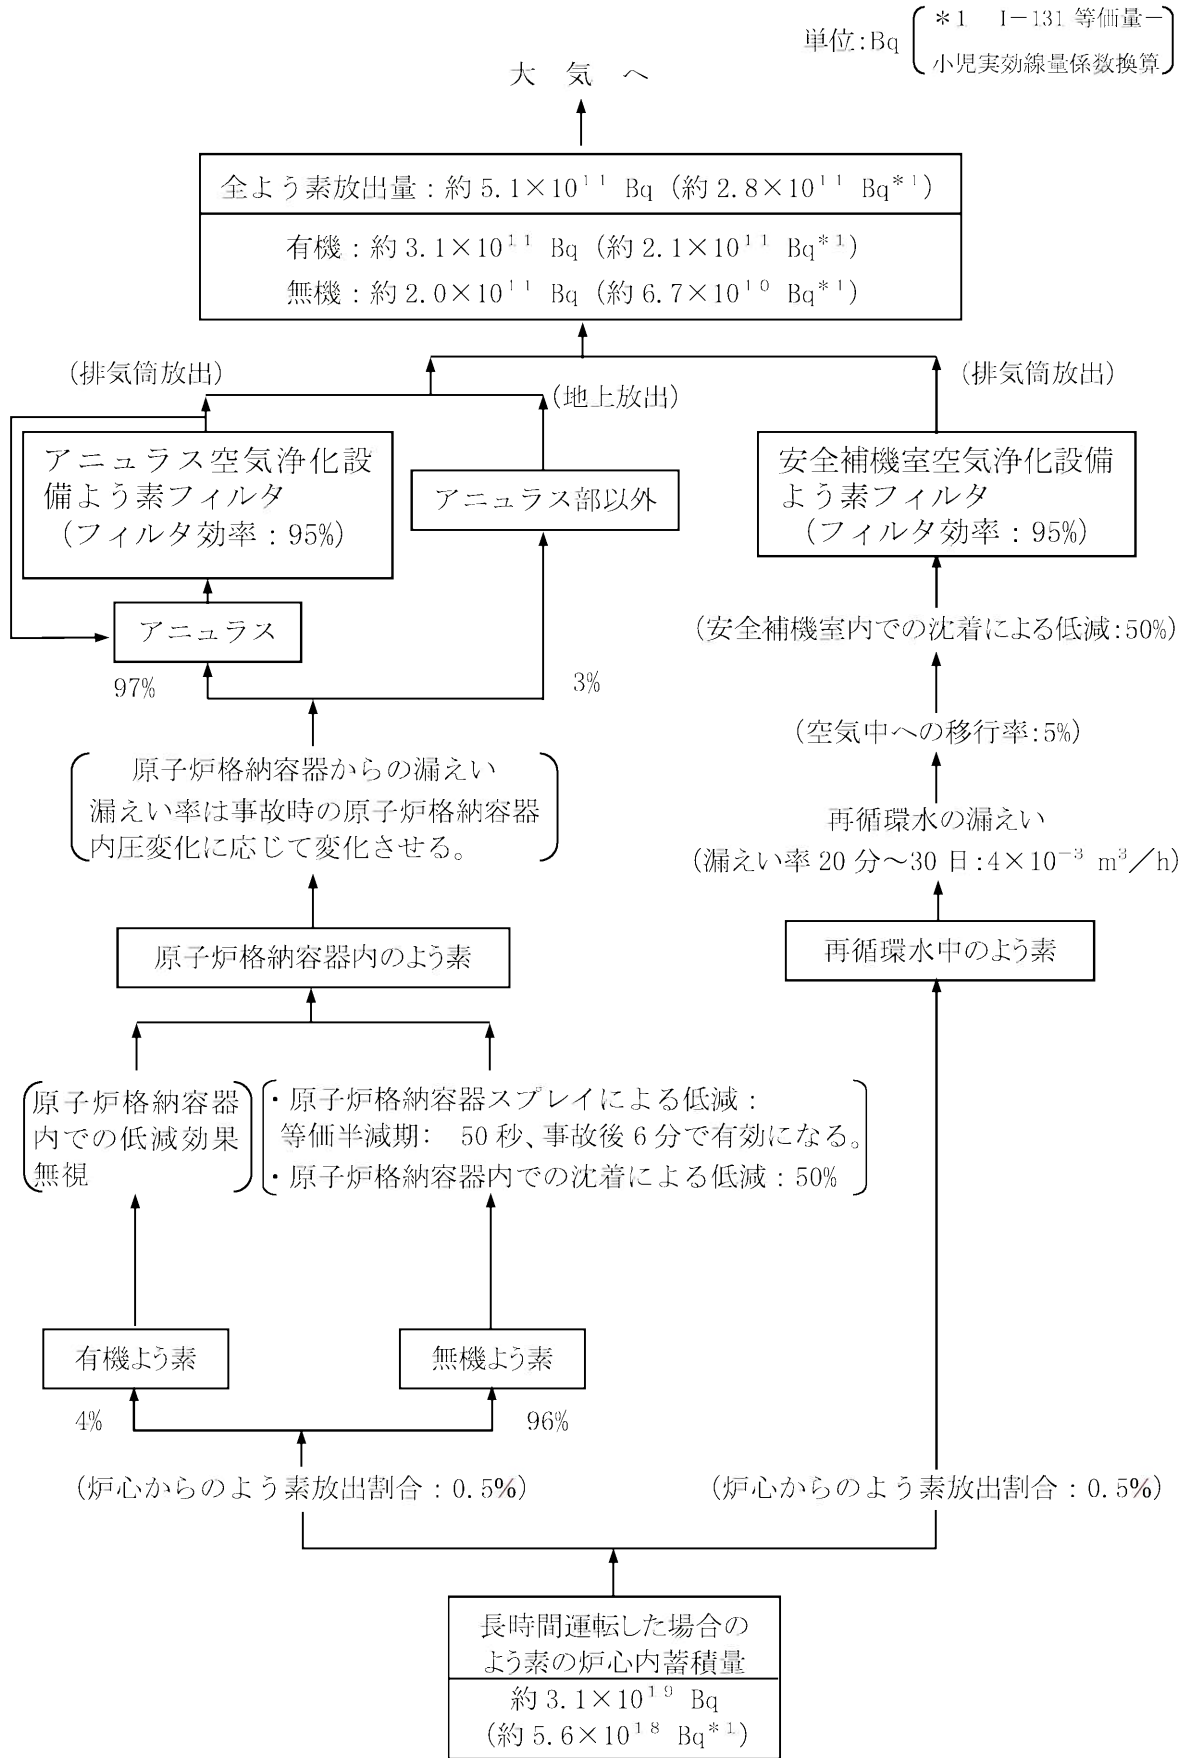 単位:Bq
*1　I－131等価量－
小児実効線量係数換算
大　気　へ
全よう素放出量：約5.1×10¹¹ Bq (約2.8×10¹¹ Bq*¹)
有機：約3.1×10¹¹ Bq (約2.1×10¹¹ Bq*¹)
無機：約2.0×10¹¹ Bq (約6.7×10¹⁰ Bq*¹)
(排気筒放出)
(地上放出)
(排気筒放出)
アニュラス空気浄化設
備よう素フィルタ
(フィルタ効率：95%)
アニュラス部以外
安全補機室空気浄化設備
よう素フィルタ
(フィルタ効率：95%)
アニュラス
(安全補機室内での沈着による低減:50%)
97%
3%
(空気中への移行率:5%)
原子炉格納容器からの漏えい
漏えい率は事故時の原子炉格納容器
内圧変化に応じて変化させる。
再循環水の漏えい
(漏えい率20分～30日:4×10⁻³ m³／h)
原子炉格納容器内のよう素
再循環水中のよう素
原子炉格納容器
内での低減効果
無視
・原子炉格納容器スプレイによる低減：
等価半減期：　50秒、事故後6分で有効になる。
・原子炉格納容器内での沈着による低減：50%
有機よう素
無機よう素
4%
96%
(炉心からのよう素放出割合：0.5%)
(炉心からのよう素放出割合：0.5%)
長時間運転した場合の
よう素の炉心内蓄積量
約3.1×10¹⁹ Bq
(約5.6×10¹⁸ Bq*¹)